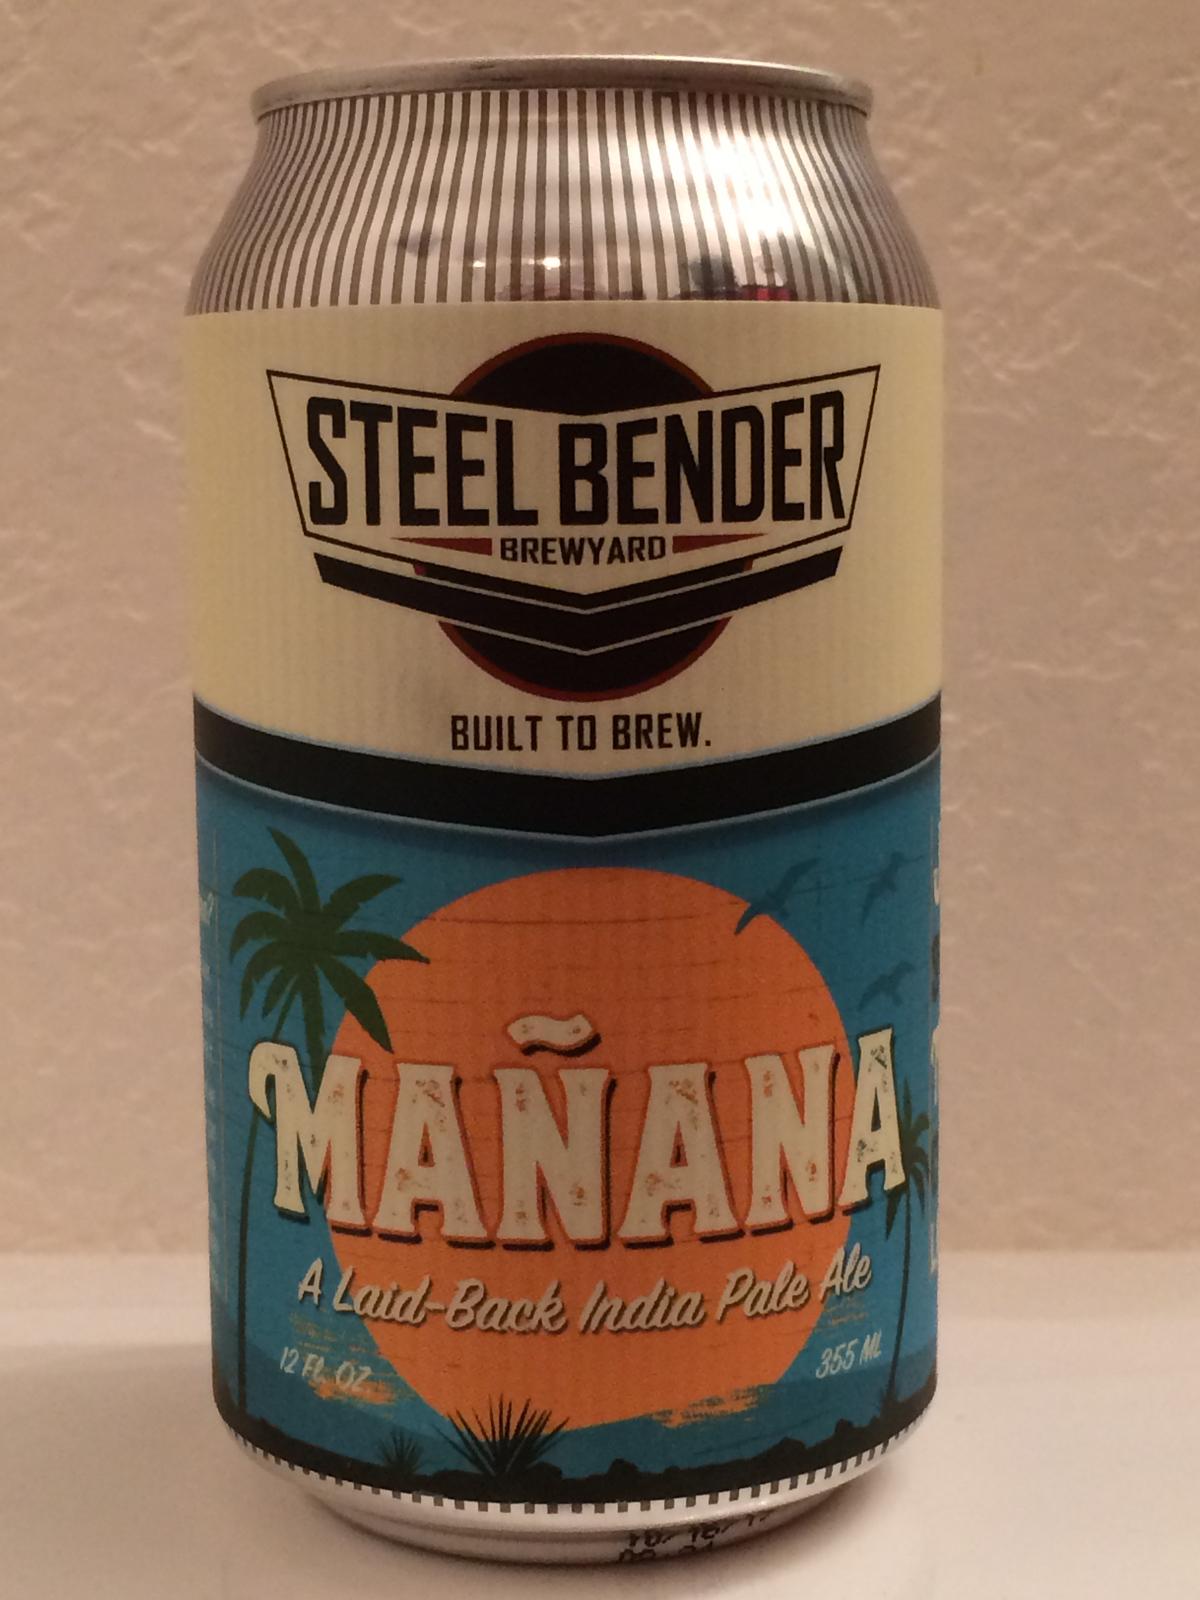 STEEL BENDER
BREWYARD
BUILT TO BREW.
MAÑANA
A Laid-Back India Pale Ale
12 FL. OZ.
355 ML